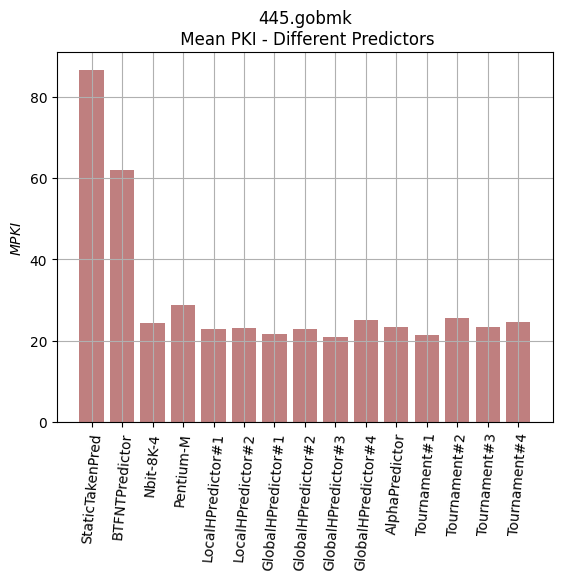 445.gobmk
Mean PKI - Different Predictors
MPKI
80
60
40
20
0
StaticTakenPred
BTFNTPredictor
Nbit-8K-4
Pentium-M
LocalHPredictor#1
LocalHPredictor#2
GlobalHPredictor#1
GlobalHPredictor#2
GlobalHPredictor#3
GlobalHPredictor#4
AlphaPredictor
Tournament#1
Tournament#2
Tournament#3
Tournament#4